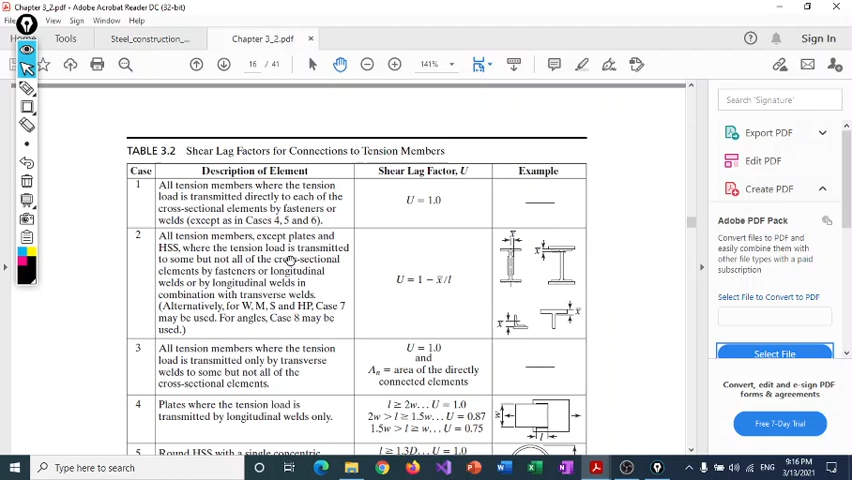 Chapter 3_2.pdf - Adobe Acrobat Reader DC (32-bit)
View Sign Window Help
Tools
Steel_construction_...
Chapter 3_2.pdf ×
Sign In
16 / 41
141%
TABLE 3.2 Shear Lag Factors for Connections to Tension Members
Case Description of Element Shear Lag Factor, U Example
1 All tension members where the tension
load is transmitted directly to each of the
cross-sectional elements by fasteners or
welds (except as in Cases 4, 5 and 6).
U = 1.0
2 All tension members, except plates and
HSS, where the tension load is transmitted
to some but not all of the cross-sectional
elements by fasteners or longitudinal
welds or by longitudinal welds in
combination with transverse welds.
(Alternatively, for W, M, S and HP, Case 7
may be used. For angles, Case 8 may be
used.)
U = 1 − x̄/l
x̄
x̄
x̄
x̄
3 All tension members where the tension
load is transmitted only by transverse
welds to some but not all of the
cross-sectional elements.
U = 1.0
and
An = area of the directly
connected elements
4 Plates where the tension load is
transmitted by longitudinal welds only.
l ≥ 2w... U = 1.0
2w > l ≥ 1.5w... U = 0.87
1.5w > l ≥ w... U = 0.75
w
l
5 Round HSS with a single concentric
l ≥ 1.3D... U = 1.0
Search 'Signature'
Export PDF
Edit PDF
Create PDF
Adobe PDF Pack
Convert files to PDF and
easily combine them with
other file types with a paid
subscription
Select File to Convert to PDF
Select File
Convert, edit and e-sign PDF
forms & agreements
Free 7-Day Trial
Type here to search
ENG
9:16 PM
3/13/2021